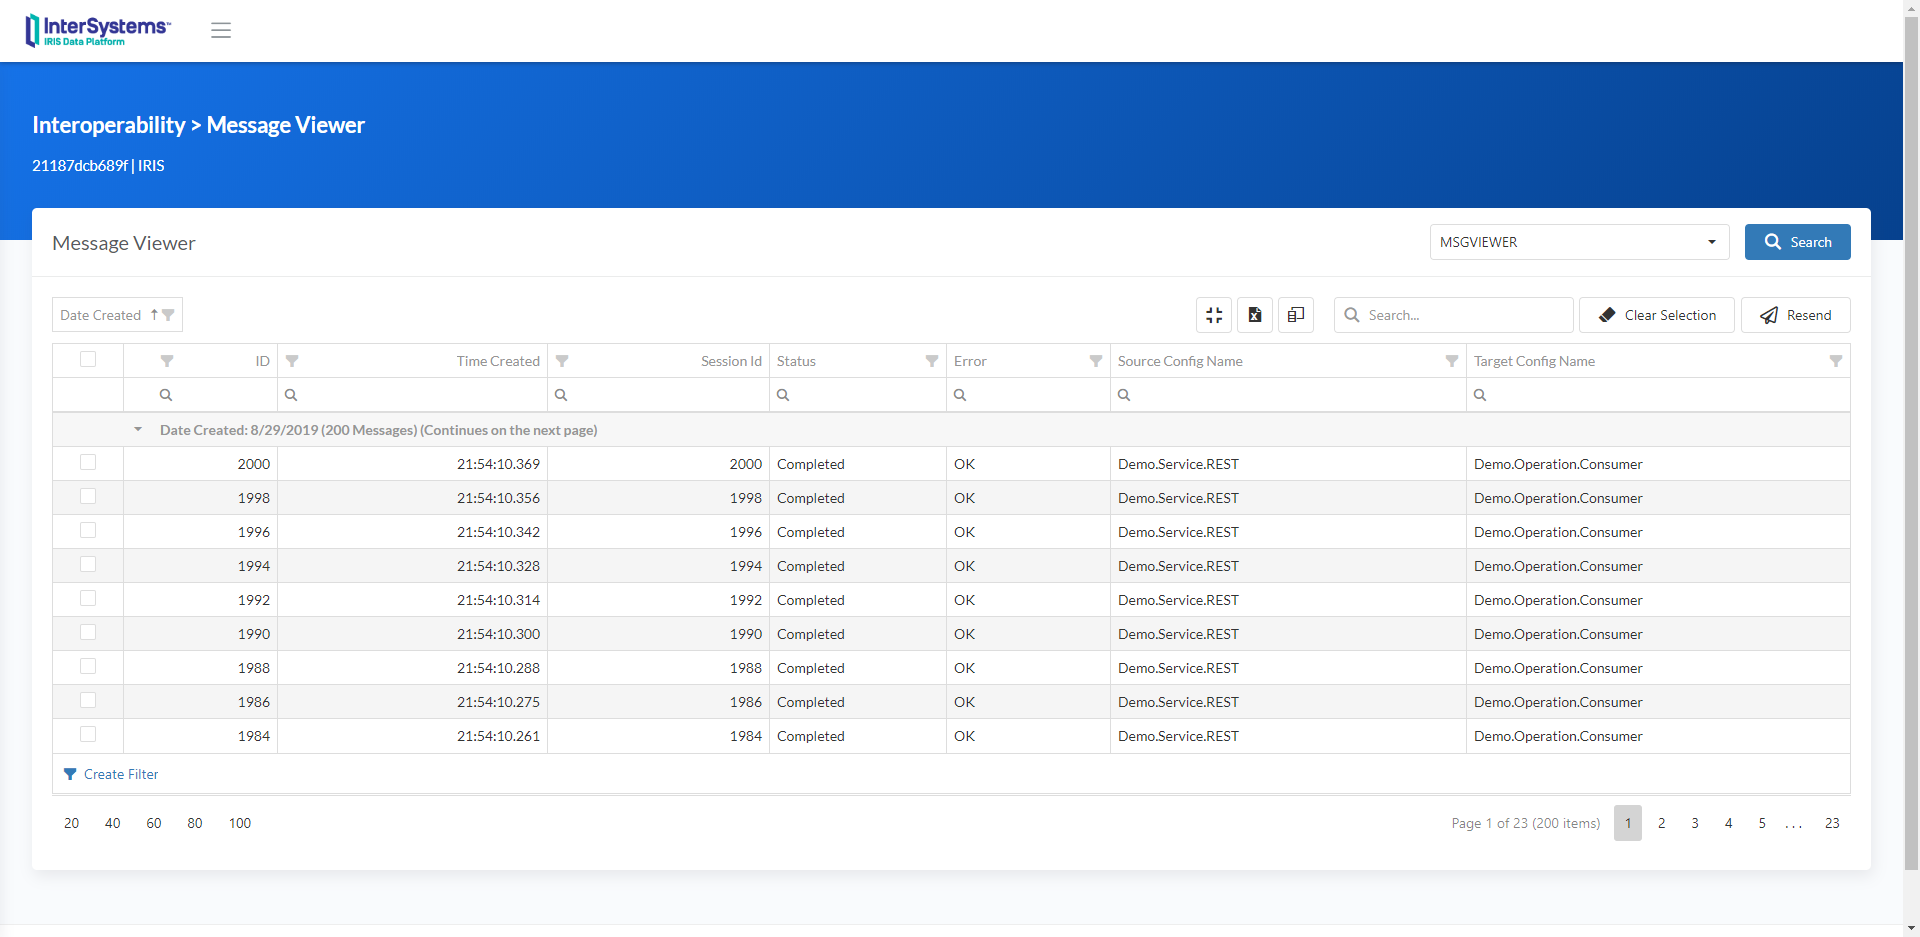 InterSystems™
IRIS Data Platform
Interoperability > Message Viewer
21187dcb689f | IRIS
Message Viewer
MSGVIEWER
Search
Date Created
Search...
Clear Selection
Resend
ID Time Created Session Id Status Error Source Config Name Target Config Name
Date Created: 8/29/2019 (200 Messages) (Continues on the next page)
2000 21:54:10.369 2000 Completed OK Demo.Service.REST Demo.Operation.Consumer
1998 21:54:10.356 1998 Completed OK Demo.Service.REST Demo.Operation.Consumer
1996 21:54:10.342 1996 Completed OK Demo.Service.REST Demo.Operation.Consumer
1994 21:54:10.328 1994 Completed OK Demo.Service.REST Demo.Operation.Consumer
1992 21:54:10.314 1992 Completed OK Demo.Service.REST Demo.Operation.Consumer
1990 21:54:10.300 1990 Completed OK Demo.Service.REST Demo.Operation.Consumer
1988 21:54:10.288 1988 Completed OK Demo.Service.REST Demo.Operation.Consumer
1986 21:54:10.275 1986 Completed OK Demo.Service.REST Demo.Operation.Consumer
1984 21:54:10.261 1984 Completed OK Demo.Service.REST Demo.Operation.Consumer
Create Filter
20 40 60 80 100 Page 1 of 23 (200 items) 1 2 3 4 5 ... 23